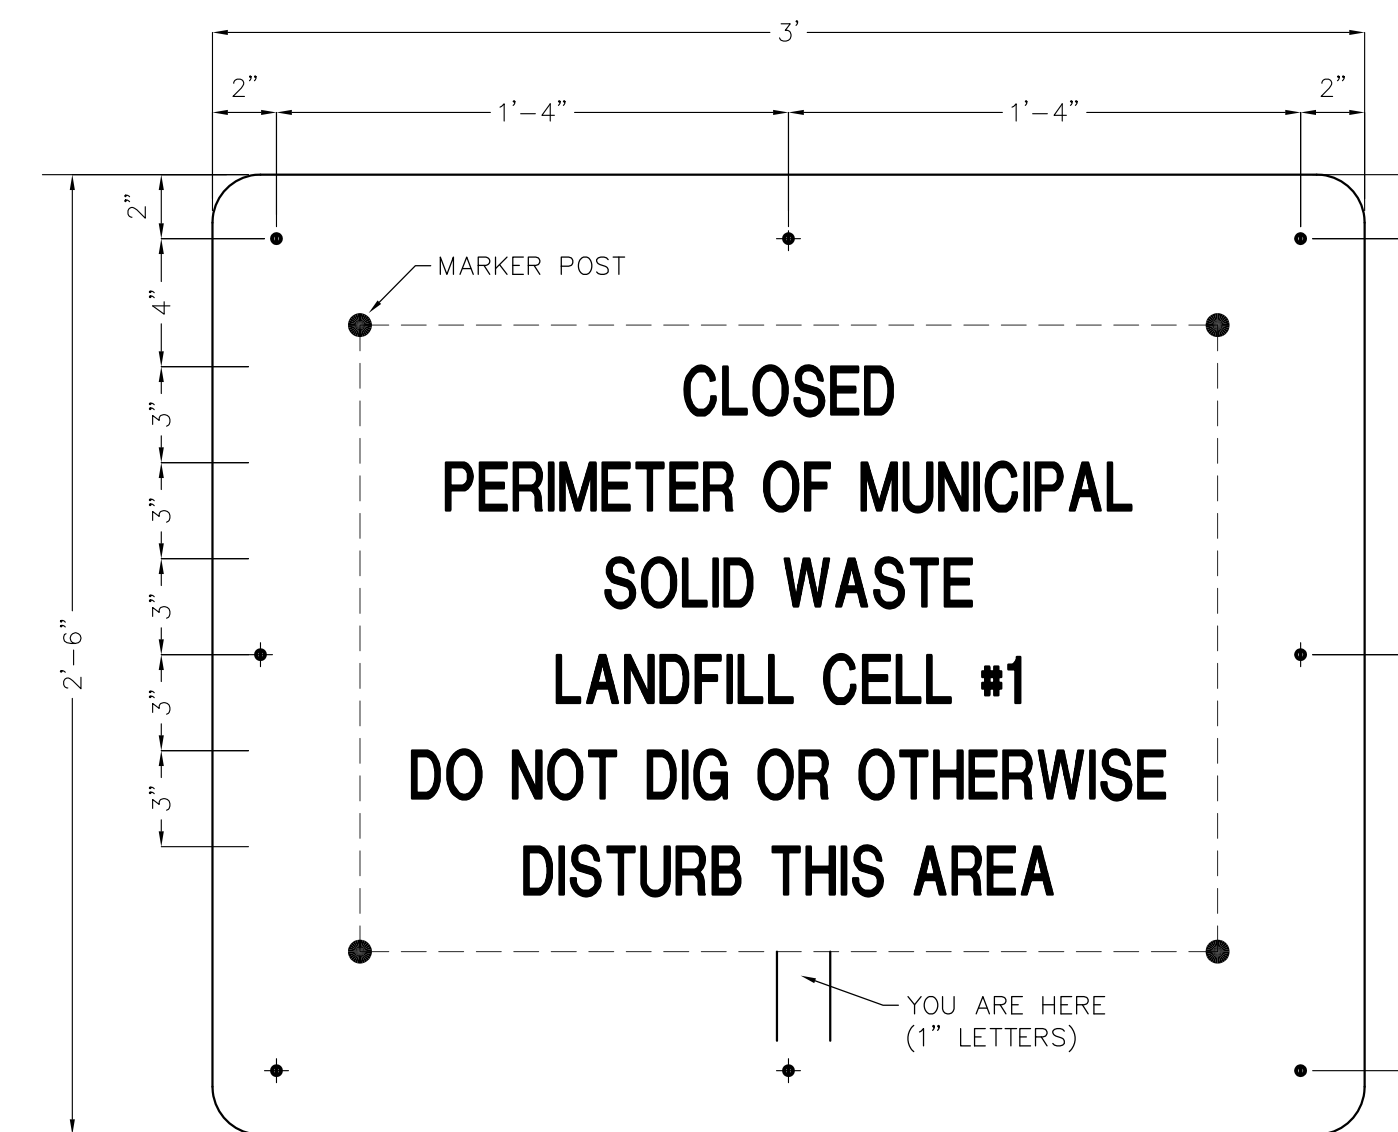 3'
2” 1'-4” 1'-4” 2”
2”
MARKER POST
4”
CLOSED
3”
PERIMETER OF MUNICIPAL
3”
SOLID WASTE
3”
2'-6”
LANDFILL CELL #1
3”
DO NOT DIG OR OTHERWISE
3”
DISTURB THIS AREA
YOU ARE HERE
(1” LETTERS)